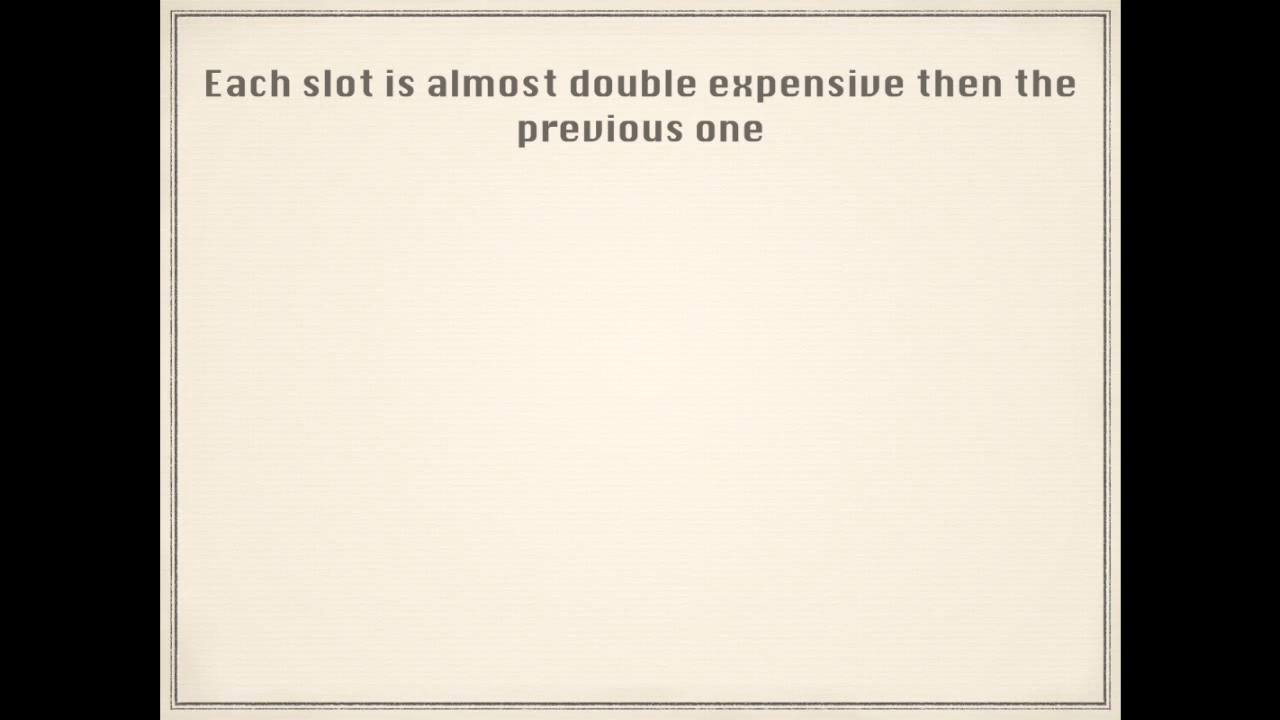 Each slot is almost double expensive then the
previous one